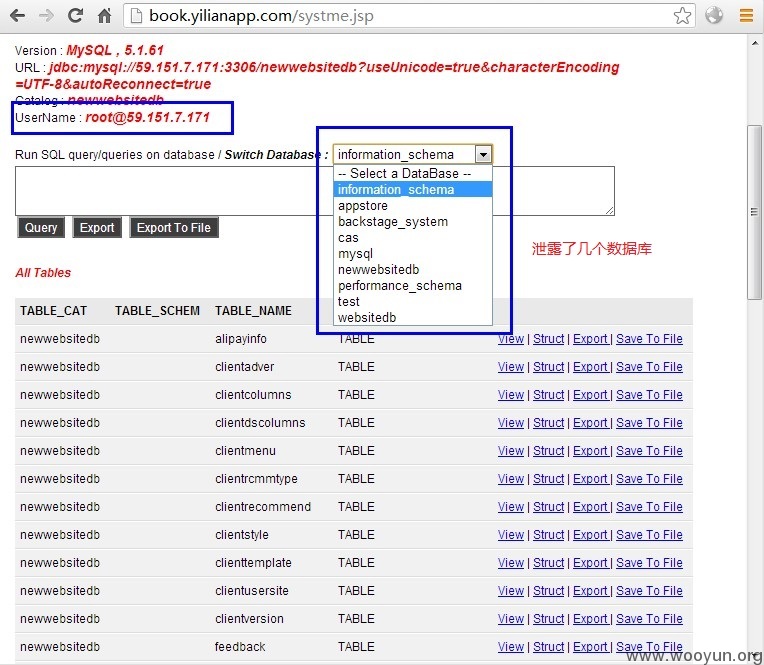 book.yilianapp.com/systme.jsp
Version : MySQL , 5.1.61
URL : jdbc:mysql://59.151.7.171:3306/newwebsitedb?useUnicode=true&characterEncoding
=UTF-8&autoReconnect=true
Catalog : newwebsitedb
UserName : root@59.151.7.171
Run SQL query/queries on database / Switch Database : information_schema
-- Select a DataBase --
information_schema
appstore
backstage_system
cas
mysql
newwebsitedb
performance_schema
test
websitedb
Query Export Export To File
泄露了几个数据库
All Tables
TABLE_CAT TABLE_SCHEM TABLE_NAME
newwebsitedb alipayinfo TABLE View | Struct | Export | Save To File
newwebsitedb clientadver TABLE View | Struct | Export | Save To File
newwebsitedb clientcolumns TABLE View | Struct | Export | Save To File
newwebsitedb clientdscolumns TABLE View | Struct | Export | Save To File
newwebsitedb clientmenu TABLE View | Struct | Export | Save To File
newwebsitedb clientrcmmtype TABLE View | Struct | Export | Save To File
newwebsitedb clientrecommend TABLE View | Struct | Export | Save To File
newwebsitedb clientstyle TABLE View | Struct | Export | Save To File
newwebsitedb clienttemplate TABLE View | Struct | Export | Save To File
newwebsitedb clientusersite TABLE View | Struct | Export | Save To File
newwebsitedb clientversion TABLE View | Struct | Export | Save To File
newwebsitedb feedback TABLE View | Struct | Export | Save To File
www.wooyun.org